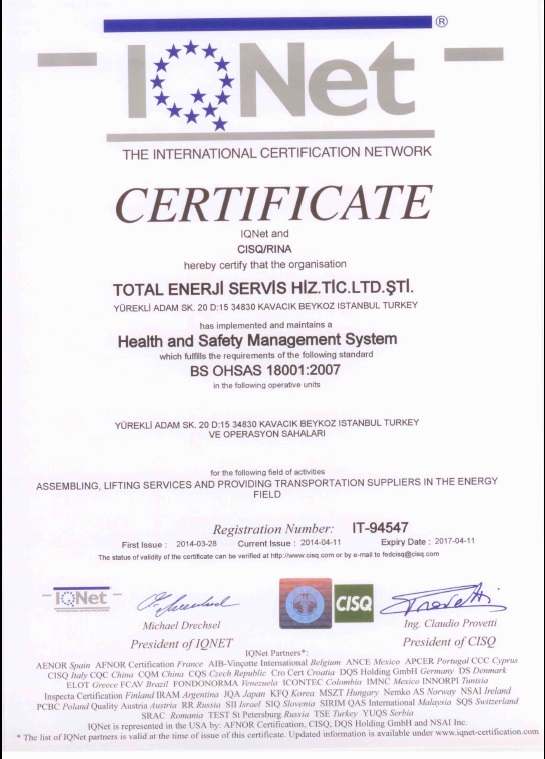 ®
IQNet
THE INTERNATIONAL CERTIFICATION NETWORK
CERTIFICATE
IQNet and
CISQ/RINA
hereby certify that the organisation
TOTAL ENERJİ SERVİS HİZ.TİC.LTD.ŞTİ.
YÜREKLİ ADAM SK. 20 D:15 34830 KAVACIK BEYKOZ ISTANBUL TURKEY
has implemented and maintains a
Health and Safety Management System
which fulfills the requirements of the following standard
BS OHSAS 18001:2007
in the following operative units
YÜREKLİ ADAM SK. 20 D:15 34830 KAVACIK BEYKOZ ISTANBUL TURKEY
VE OPERASYON SAHALARI
for the following field of activities
ASSEMBLING, LIFTING SERVICES AND PROVIDING TRANSPORTATION SUPPLIERS IN THE ENERGY
FIELD
Registration Number: IT-94547
First Issue : 2014-03-28 Current Issue : 2014-04-11 Expiry Date : 2017-04-11
The status of validity of the certificate can be verified at http://www.cisq.com or by e-mail to fedcisq@cisq.com
IQNet
CISQ
Michael Drechsel
Ing. Claudio Provetti
President of IQNET
President of CISQ
IQNet Partners*:
AENOR Spain AFNOR Certification France AIB-Vinçotte International Belgium ANCE Mexico APCER Portugal CCC Cyprus
CISQ Italy CQC China CQM China CQS Czech Republic Cro Cert Croatia DQS Holding GmbH Germany DS Denmark
ELOT Greece FCAV Brazil FONDONORMA Venezuela ICONTEC Colombia IMNC Mexico INNORPI Tunisia
Inspecta Certification Finland IRAM Argentina JQA Japan KFQ Korea MSZT Hungary Nemko AS Norway NSAI Ireland
PCBC Poland Quality Austria Austria RR Russia SII Israel SIQ Slovenia SIRIM QAS International Malaysia SQS Switzerland
SRAC Romania TEST St Petersburg Russia TSE Turkey YUQS Serbia
IQNet is represented in the USA by: AFNOR Certification, CISQ, DQS Holding GmbH and NSAI Inc.
* The list of IQNet partners is valid at the time of issue of this certificate. Updated information is available under www.iqnet-certification.com